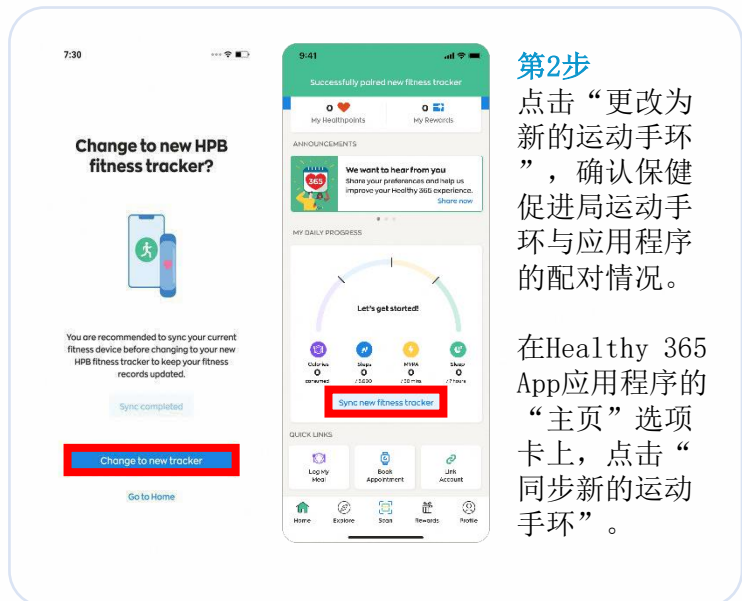 7:30
Change to new HPB
fitness tracker?
You are recommended to sync your current
fitness device before changing to your new
HPB fitness tracker to keep your fitness
records updated.
Sync completed
Change to new tracker
Go to Home
9:41
Successfully paired new fitness tracker
0
My Healthpoints
0
My Rewards
ANNOUNCEMENTS
365
We want to hear from you
Share your preferences and help us
improve your Healthy 365 experience.
Share now
MY DAILY PROGRESS
Let's get started!
Calories
0
consumed
Steps
0
/ 5,000
MVPA
0
/ 30 mins
Sleep
0
/ 7 hours
Sync new fitness tracker
QUICK LINKS
Log My
Meal
Book
Appointment
Link
Account
Home
Explore
Scan
Rewards
Profile
第2步
点击“更改为
新的运动手环
”，确认保健
促进局运动手
环与应用程序
的配对情况。
在Healthy 365
App应用程序的
“主页”选项
卡上，点击“
同步新的运动
手环”。